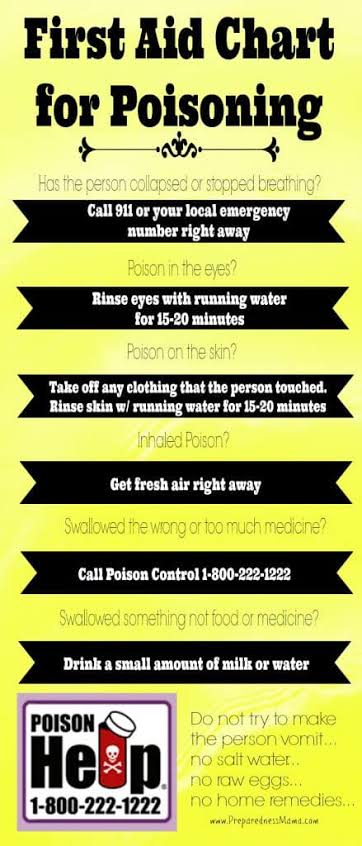 First Aid Chart
for Poisoning
Has the person collapsed or stopped breathing?
Call 911 or your local emergency
number right away
Poison in the eyes?
Rinse eyes with running water
for 15-20 minutes
Poison on the skin?
Take off any clothing that the person touched.
Rinse skin w/ running water for 15-20 minutes
Inhaled Poison?
Get fresh air right away
Swallowed the wrong or too much medicine?
Call Poison Control 1-800-222-1222
Swallowed something not food or medicine?
Drink a small amount of milk or water
POISON
Help
1-800-222-1222
Do not try to make
the person vomit...
no salt water..
no raw eggs...
no home remedies...
www.PreparednessMama.com